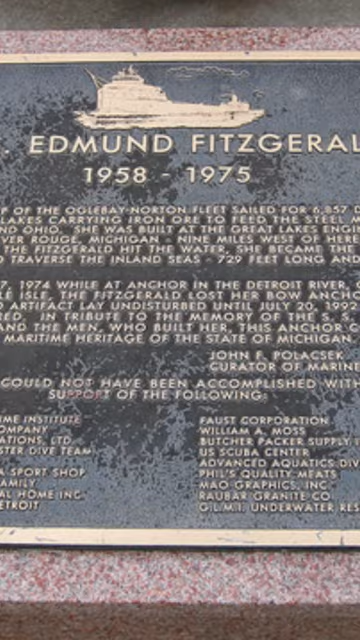 . EDMUND FITZGERAL
1958 - 1975
P OF THE OGLEBAY-NORTON FLEET SAILED FOR 6,857 D
LAKES CARRYING IRON ORE TO FEED THE STEEL M
ND OHIO. SHE WAS BUILT AT THE GREAT LAKES ENGIN
VER ROUGE, MICHIGAN - NINE MILES WEST OF HERE
THE FITZGERALD HIT THE WATER, SHE BECAME THE
O TRAVERSE THE INLAND SEAS - 729 FEET LONG AND
7, 1974 WHILE AT ANCHOR IN THE DETROIT RIVER, O
LE ISLE, THE FITZGERALD LOST HER BOW ANCH
D ARTIFACT LAY UNDISTURBED UNTIL JULY 20, 1992
RED. IN TRIBUTE TO THE MEMORY OF THE S. S.
AND THE MEN, WHO BUILT HER, THIS ANCHOR
MARITIME HERITAGE OF THE STATE OF MICHIGAN.
JOHN F. POLACSEK
CURATOR OF MARINE
COULD NOT HAVE BEEN ACCOMPLISHED WITH
SUPPORT OF THE FOLLOWING:
ME INSTITUTE
OMPANY
ATIONS, LTD
STER DIVE TEAM
A SPORT SHOP
FAMILY
AL HOME INC
ETROIT
FAUST CORPORATION
WILLIAM A. MOSS
BUTCHER PACKER SUPPLY
US SCUBA CENTER
ADVANCED AQUATICS DIV
PHIL'S QUALITY MEATS
MAO GRAPHICS, INC
RAUBAR GRANITE CO
G.L.M.I. UNDERWATER RES